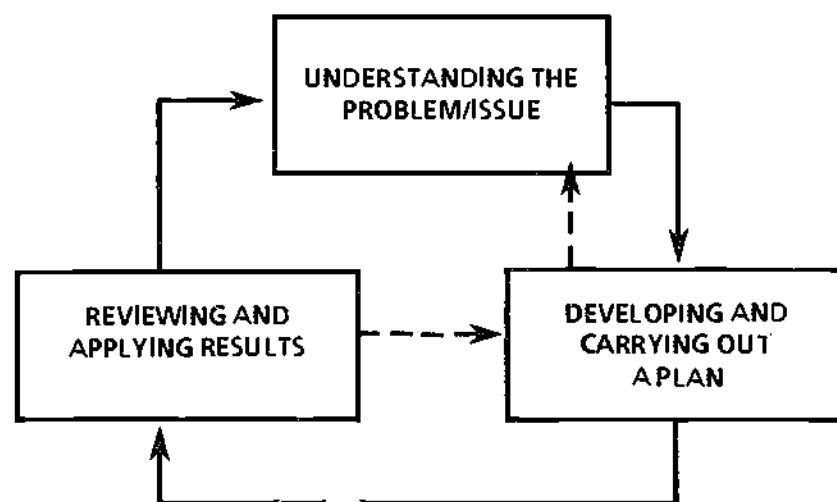 UNDERSTANDING THE
PROBLEM/ISSUE
REVIEWING AND
APPLYING RESULTS
DEVELOPING AND
CARRYING OUT
A PLAN